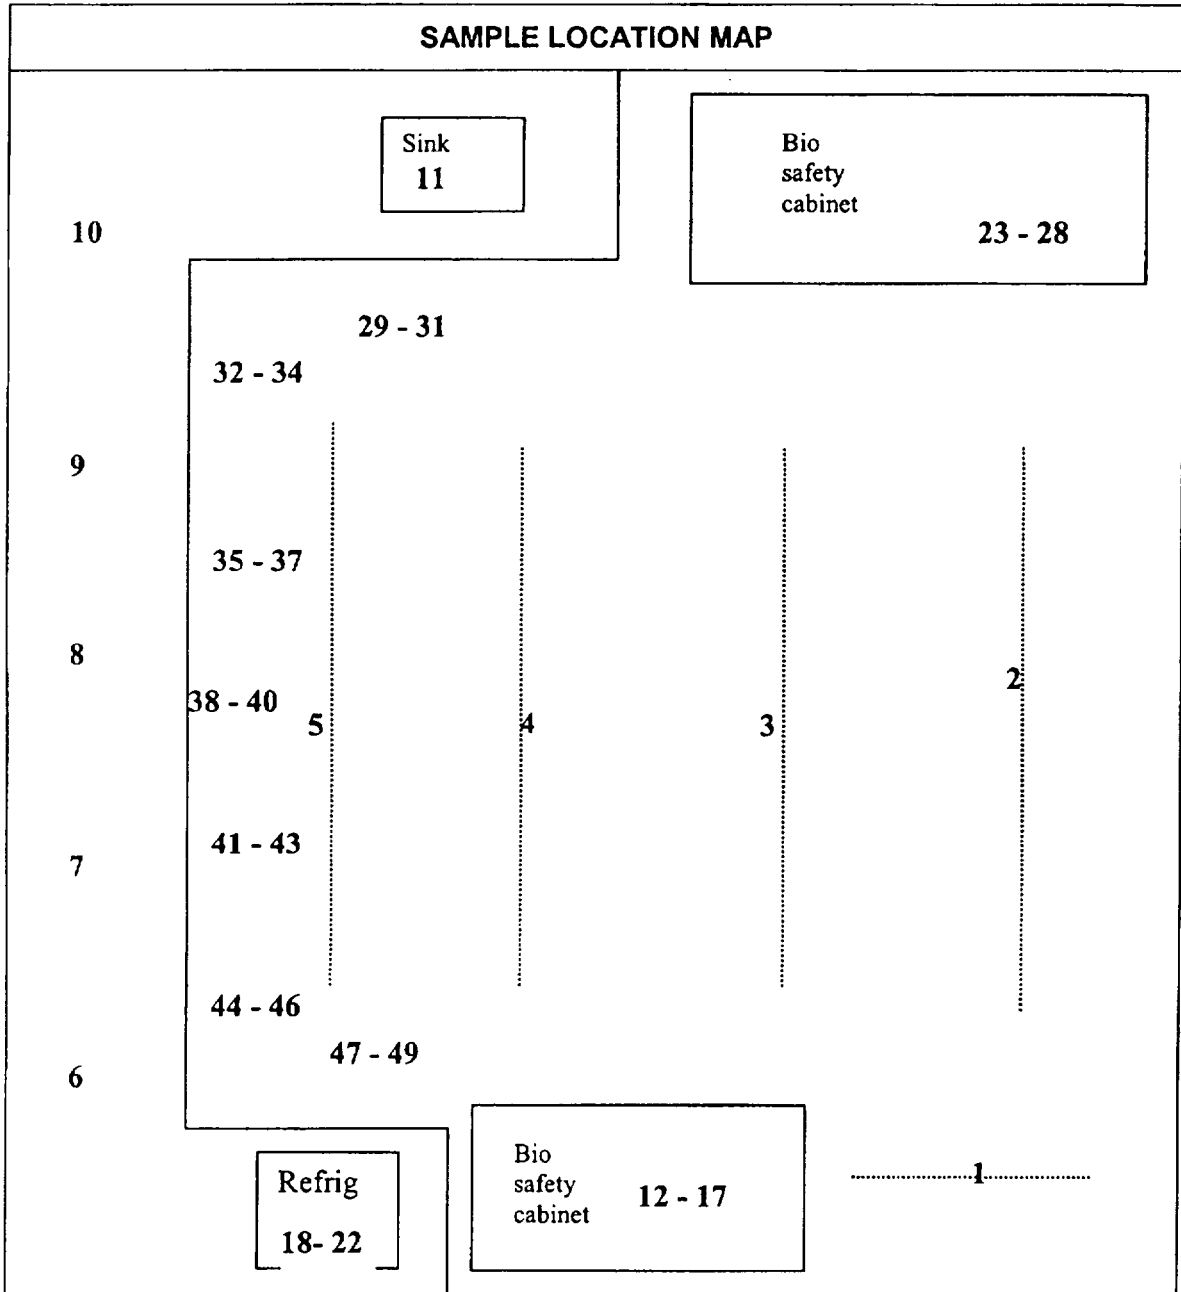 SAMPLE LOCATION MAP
Sink
11
Bio
safety
cabinet
23 - 28
10
29 - 31
32 - 34
9
35 - 37
8
38 - 40
5
4
3
2
41 - 43
7
44 - 46
47 - 49
6
Refrig
18- 22
Bio
safety
cabinet
12 - 17
1